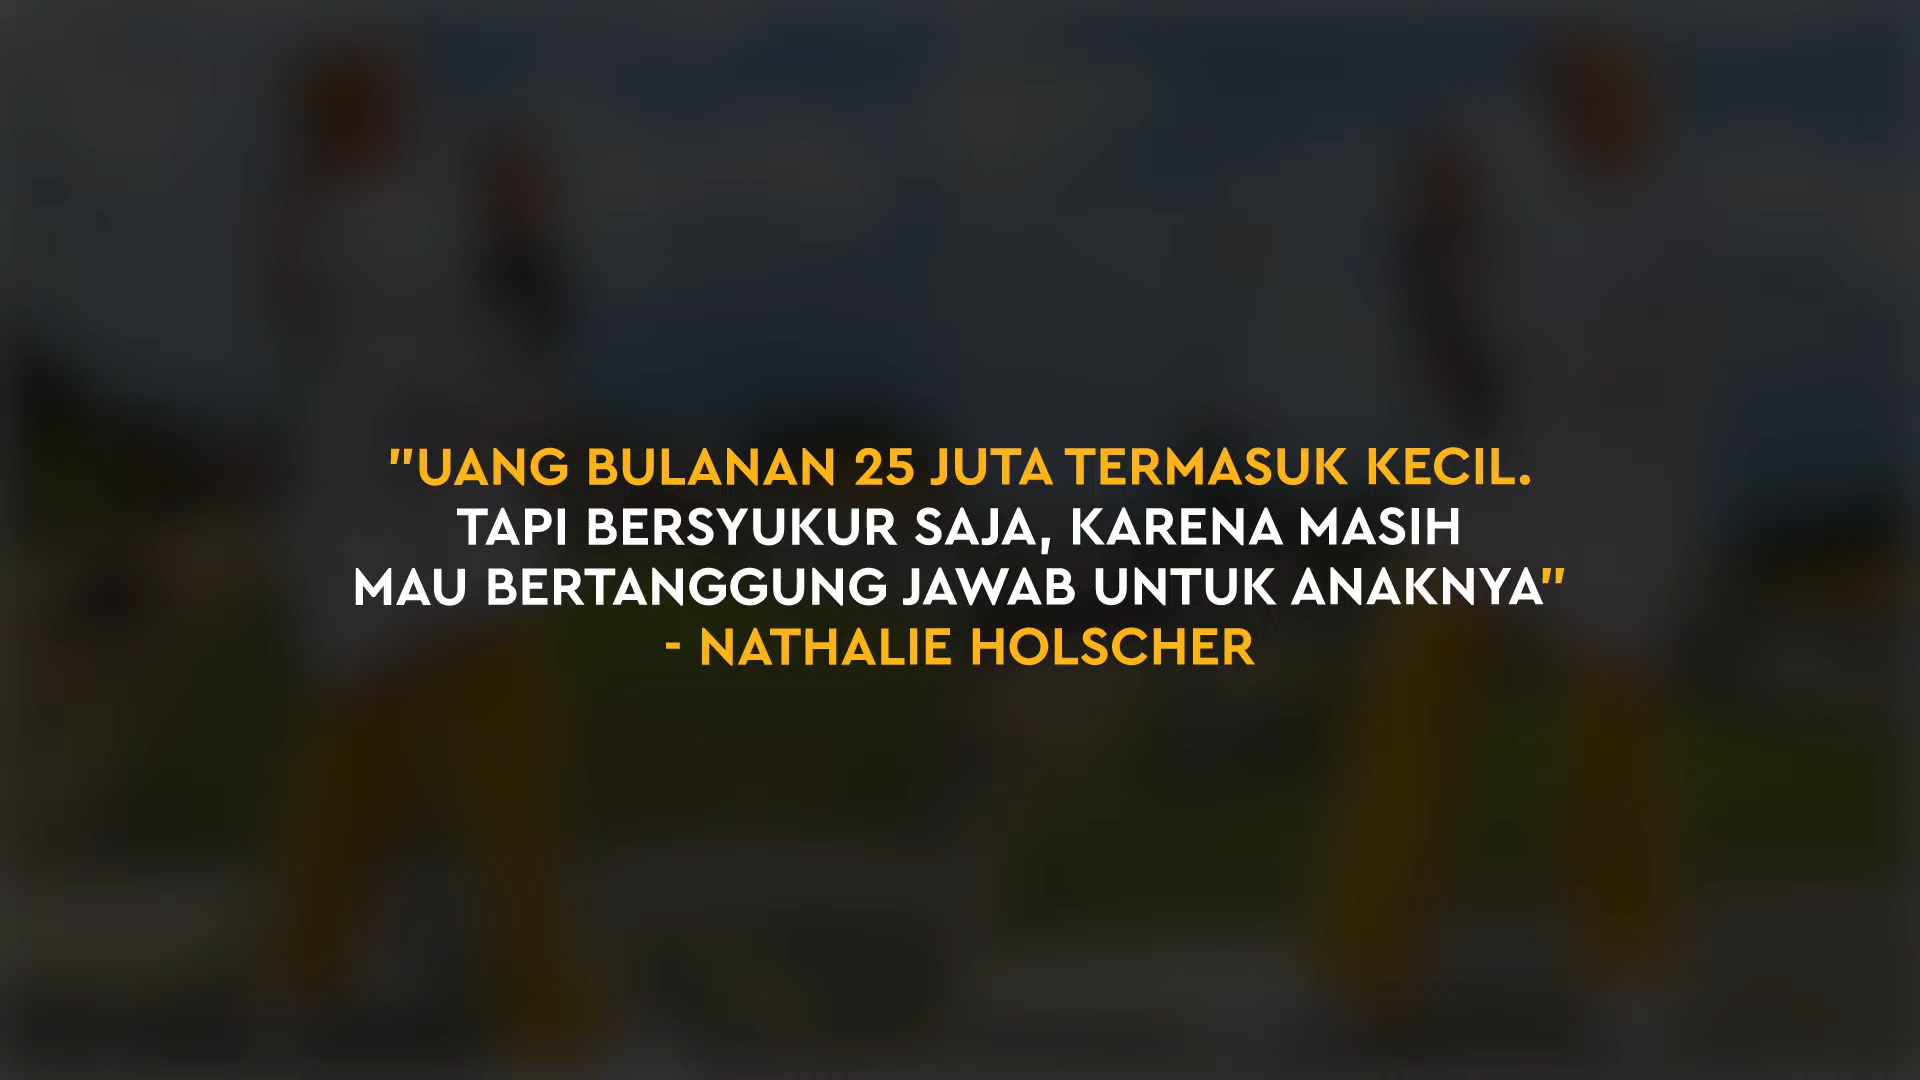 "UANG BULANAN 25 JUTA TERMASUK KECIL.
TAPI BERSYUKUR SAJA, KARENA MASIH
MAU BERTANGGUNG JAWAB UNTUK ANAKNYA"
- NATHALIE HOLSCHER